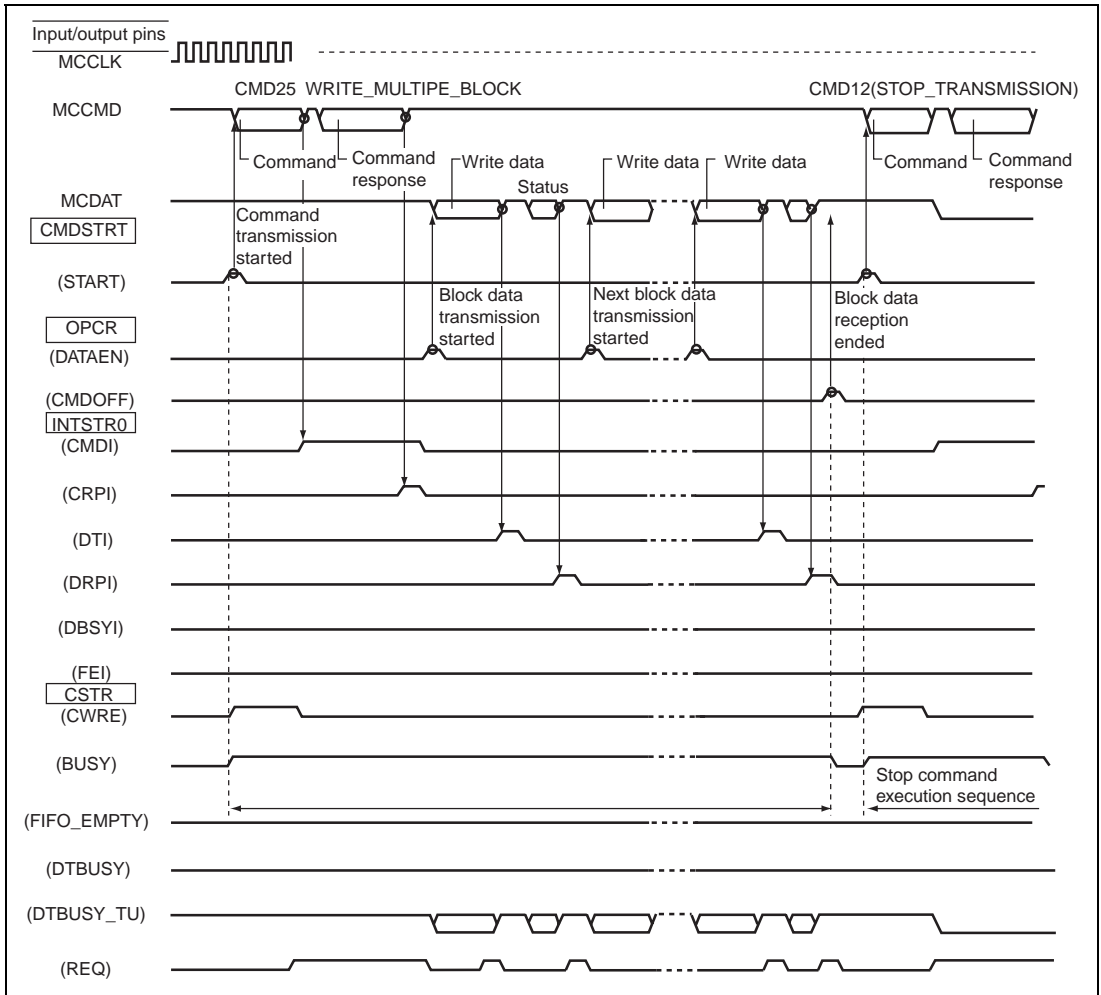 Input/output pins
MCCLK
CMD25 WRITE_MULTIPE_BLOCK
CMD12(STOP_TRANSMISSION)
MCCMD
Command
Command
response
Write data
Write data
Write data
Command
Command
response
Status
MCDAT
CMDSTRT
Command
transmission
started
(START)
Block data
transmission
started
Next block data
transmission
started
Block data
reception
ended
OPCR
(DATAEN)
(CMDOFF)
INTSTR0
(CMDI)
(CRPI)
(DTI)
(DRPI)
(DBSYI)
(FEI)
CSTR
(CWRE)
(BUSY)
Stop command
execution sequence
(FIFO_EMPTY)
(DTBUSY)
(DTBUSY_TU)
(REQ)